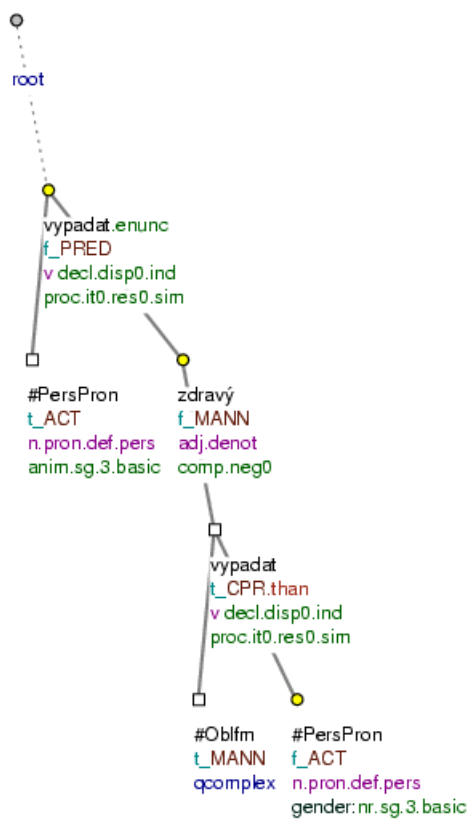 root
vypadat.enunc
f_PRED
v decl.disp0.ind
proc.it0.res0.sim
#PersPron
t_ACT
n.pron.def.pers
anim.sg.3.basic
zdravý
f_MANN
adj.denot
comp.neg0
vypadat
t_CPR.than
v decl.disp0.ind
proc.it0.res0.sim
#Oblfm
t_MANN
qcomplex
#PersPron
f_ACT
n.pron.def.pers
gender:nr.sg.3.basic